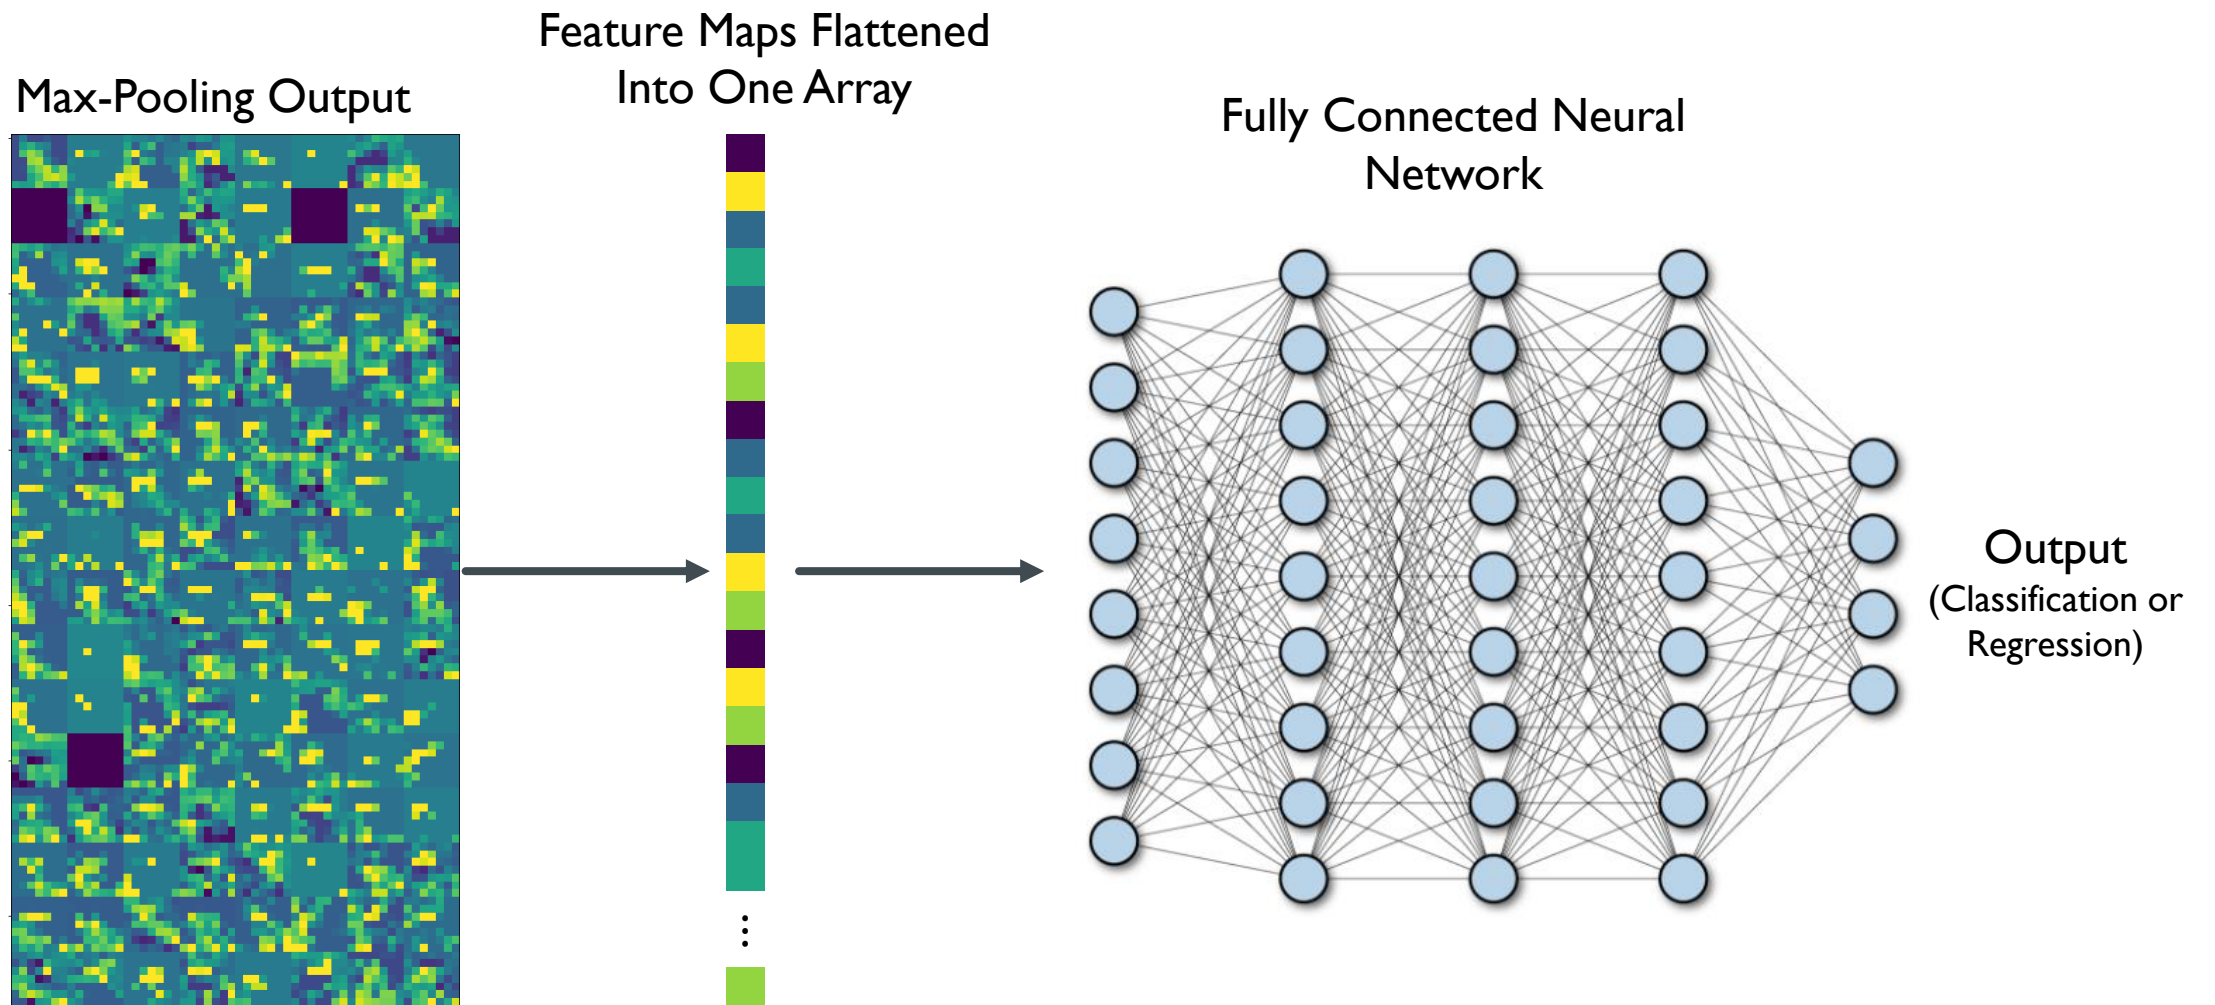 Max-Pooling Output
Feature Maps Flattened
Into One Array
Fully Connected Neural
Network
Output
(Classification or
Regression)